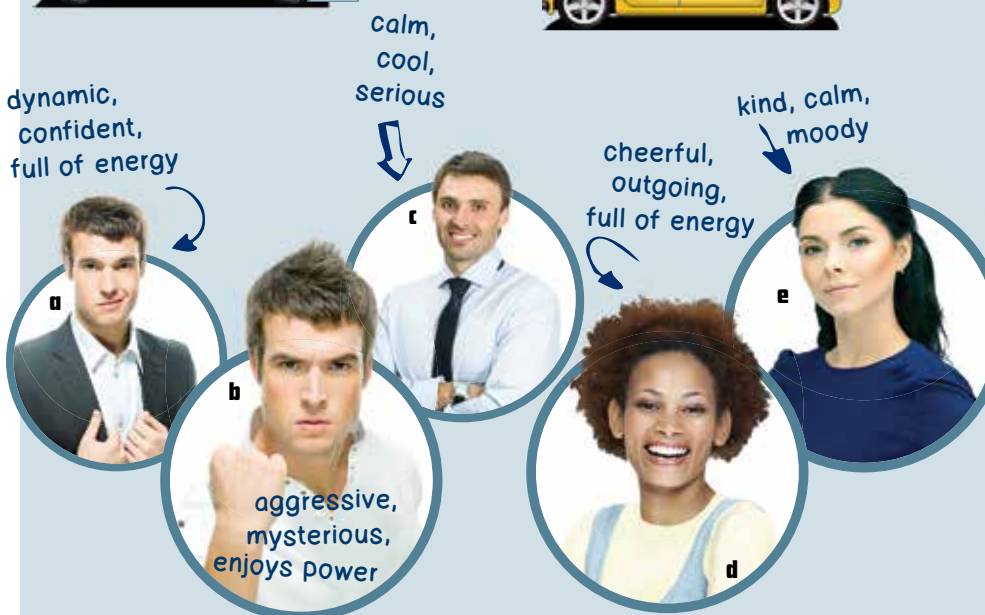 calm,
cool,
serious
dynamic,
confident,
full of energy
kind, calm,
moody
cheerful,
outgoing,
full of energy
a
c
e
b
aggressive,
mysterious,
enjoys power
d